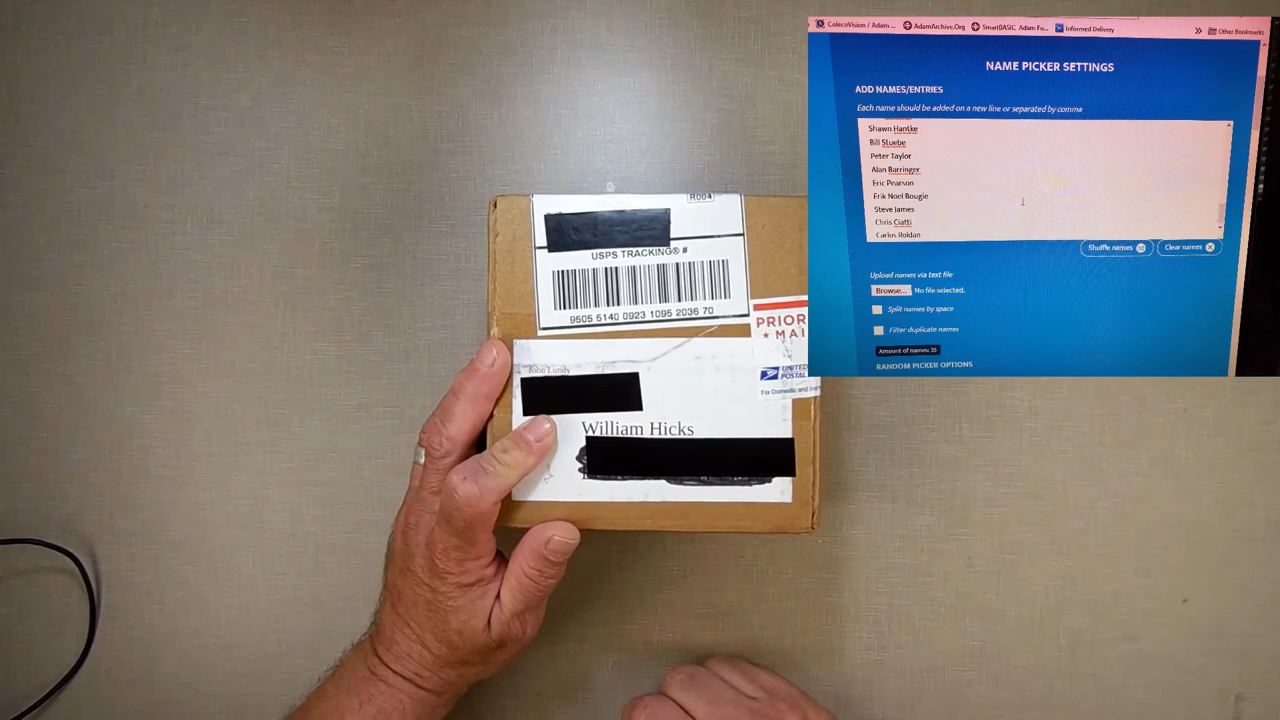 ColecoVision / Adam ...
AdamArchive.Org
SmartBASIC Adam Fo...
Informed Delivery
Other Bookmarks
NAME PICKER SETTINGS
ADD NAMES/ENTRIES
Each name should be added on a new line or separated by comma
Shawn Hantke
Bill Stuebe
Peter Taylor
Alan Barringer
Eric Pearson
Erik Noel Bougie
Steve James
Chris Ciatti
Carlos Roldan
Shuffle names
Clear names
Upload names via text file
Browse... No file selected.
Split names by space
Filter duplicate names
Amount of names: 35
RANDOM PICKER OPTIONS
R004
USPS TRACKING® #
9505 5140 0923 1095 2036 70
PRIOR
★ MAI
UNITED
POSTAL
For Domestic and
John Lundy
William Hicks